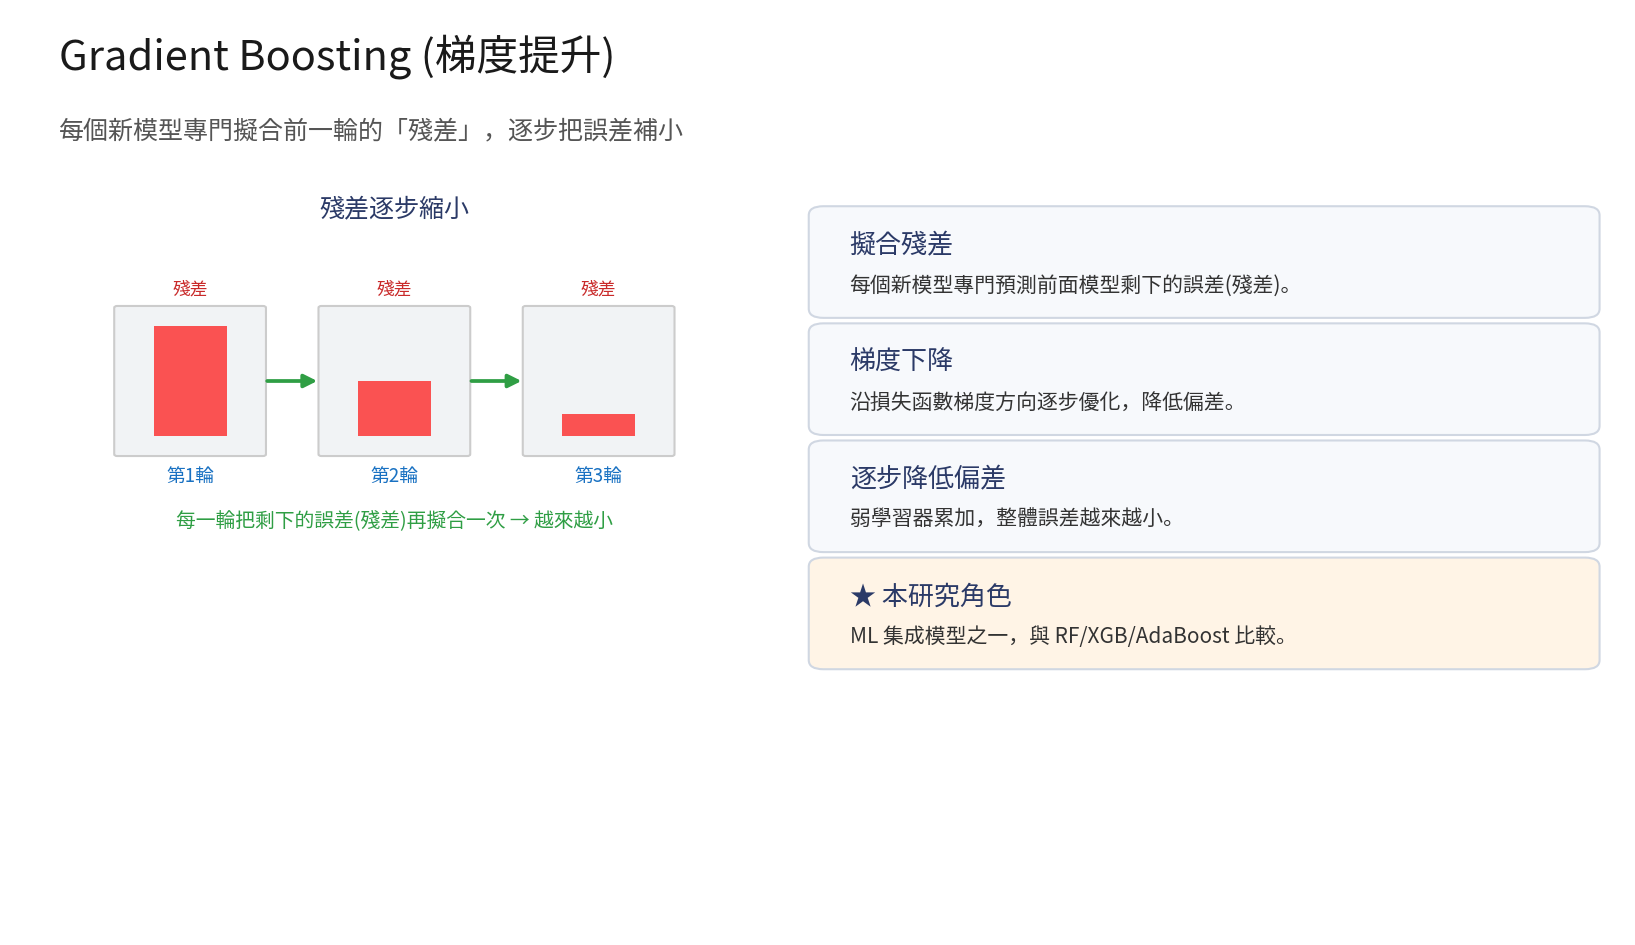 Gradient Boosting (梯度提升)
每個新模型專門擬合前一輪的「殘差」，逐步把誤差補小
殘差逐步縮小
殘差
殘差
殘差
第1輪
第2輪
第3輪
每一輪把剩下的誤差(殘差)再擬合一次 → 越來越小
擬合殘差
每個新模型專門預測前面模型剩下的誤差(殘差)。
梯度下降
沿損失函數梯度方向逐步優化，降低偏差。
逐步降低偏差
弱學習器累加，整體誤差越來越小。
★ 本研究角色
ML 集成模型之一，與 RF/XGB/AdaBoost 比較。